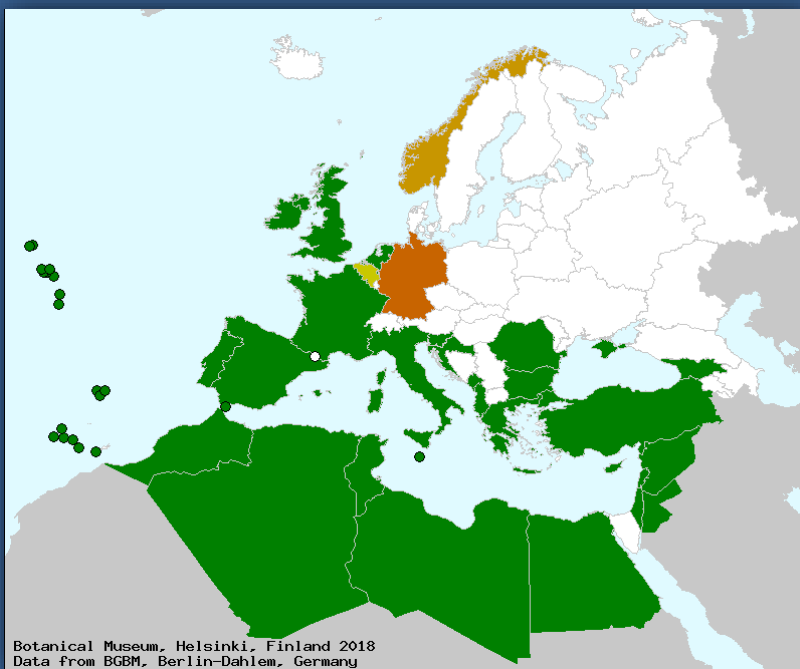 Botanical Museum, Helsinki, Finland 2018
Data from BGBM, Berlin-Dahlem, Germany